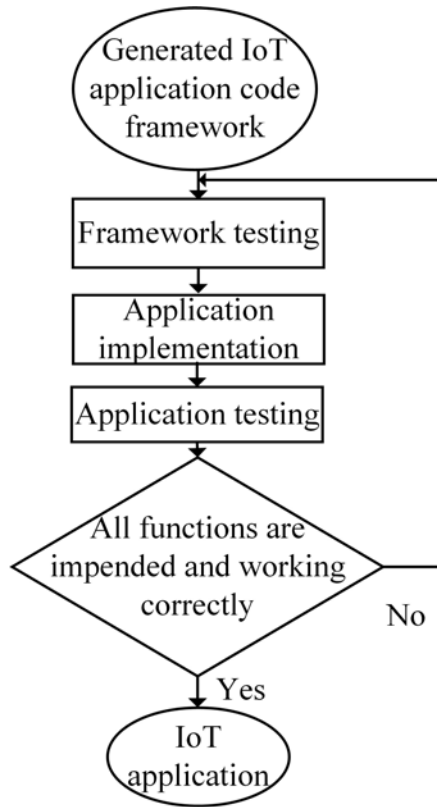 Generated IoT
application code
framework
Framework testing
Application
implementation
Application testing
All functions are
impended and working
correctly
No
Yes
IoT
application